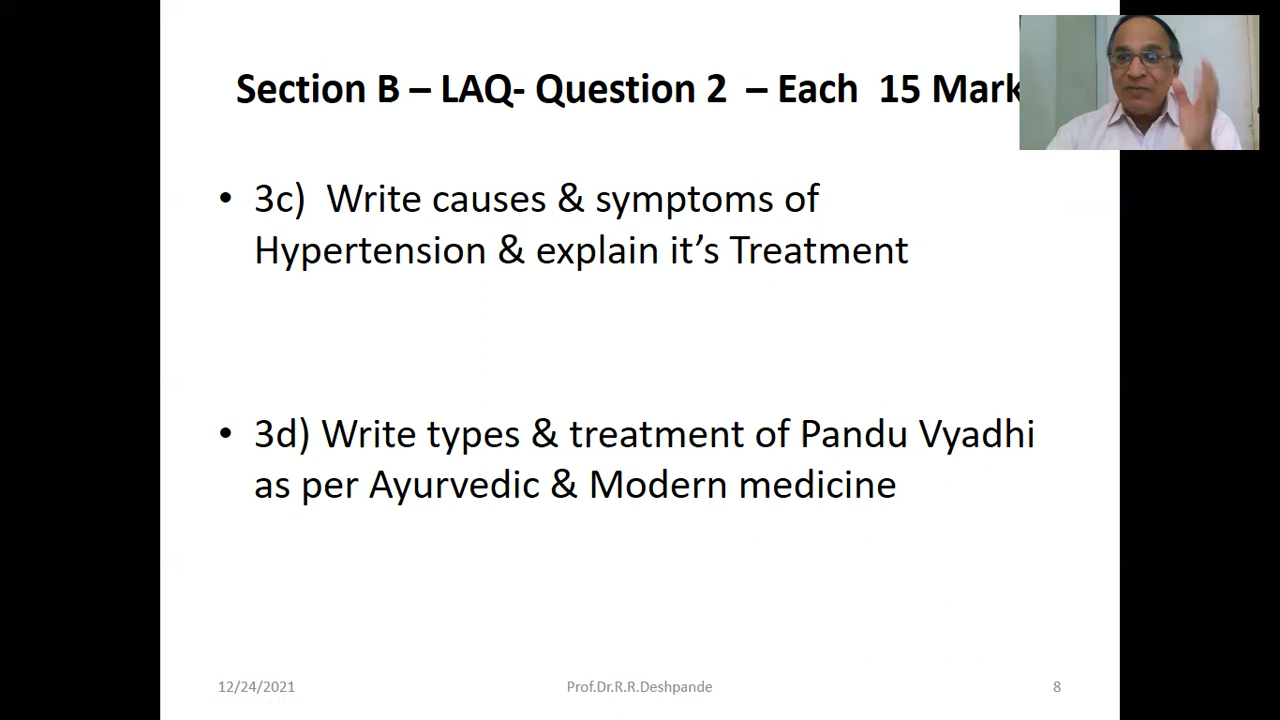 Section B – LAQ- Question 2 – Each 15 Mark
• 3c) Write causes & symptoms of
Hypertension & explain it’s Treatment
• 3d) Write types & treatment of Pandu Vyadhi
as per Ayurvedic & Modern medicine
12/24/2021
Prof.Dr.R.R.Deshpande
8